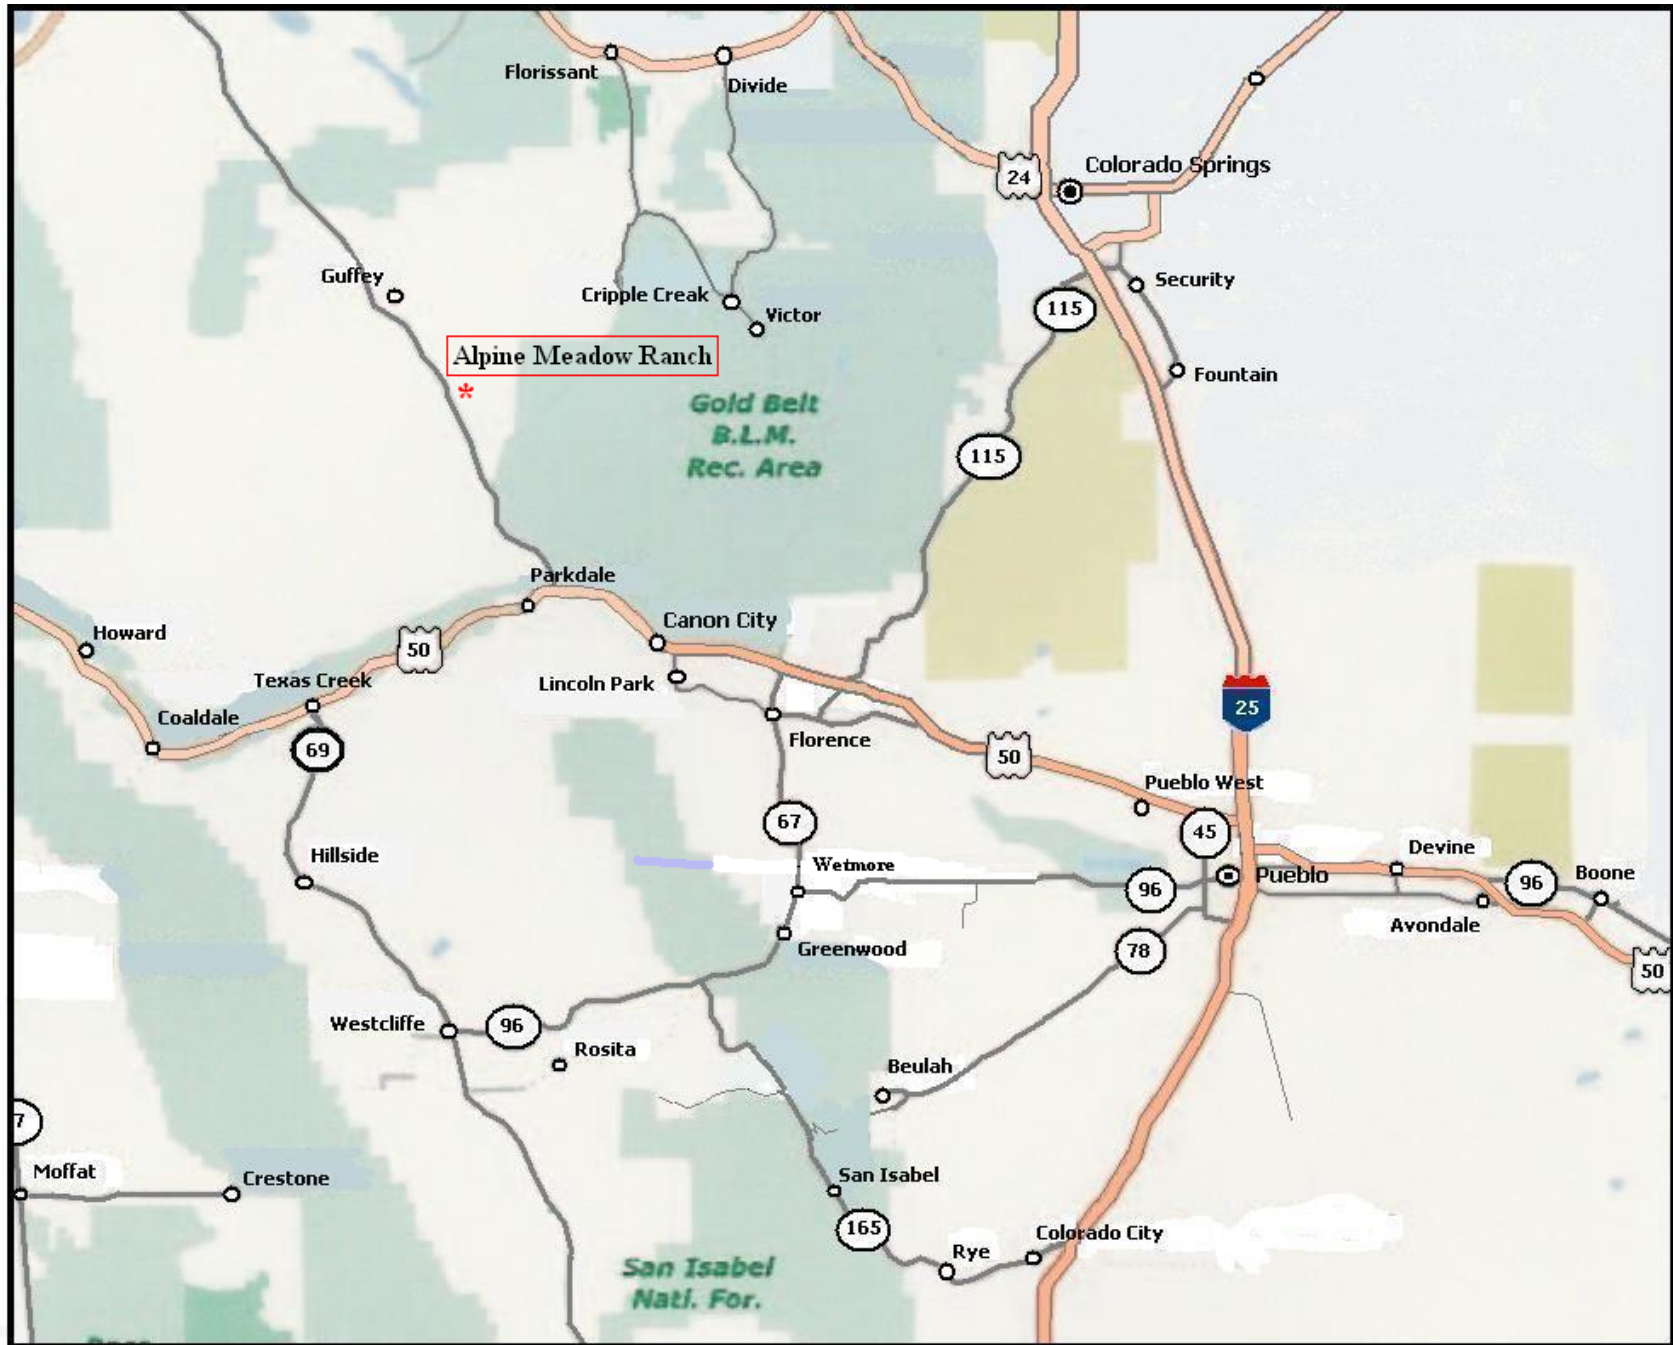 Florissant
Divide
24
Colorado Springs
Guffey
Cripple Creak
Victor
Security
115
Alpine Meadow Ranch
*
Fountain
Gold Belt
B.L.M.
Rec. Area
115
Parkdale
Howard
Canon City
50
Texas Creek
Lincoln Park
Coaldale
25
69
Florence
50
Pueblo West
67
45
Hillside
Wetmore
Devine
Pueblo
96
96
Boone
Avondale
Greenwood
78
50
Westcliffe
96
Rosita
Beulah
7
Moffat
Crestone
San Isabel
165
Rye
Colorado City
San Isabel
Natl. For.